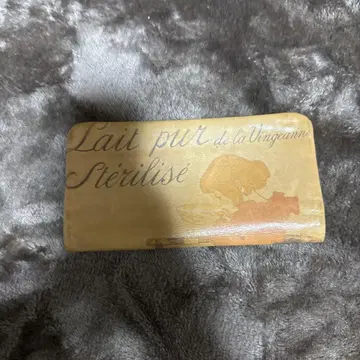 Lait pur de la Vingeanne
Stérilisé